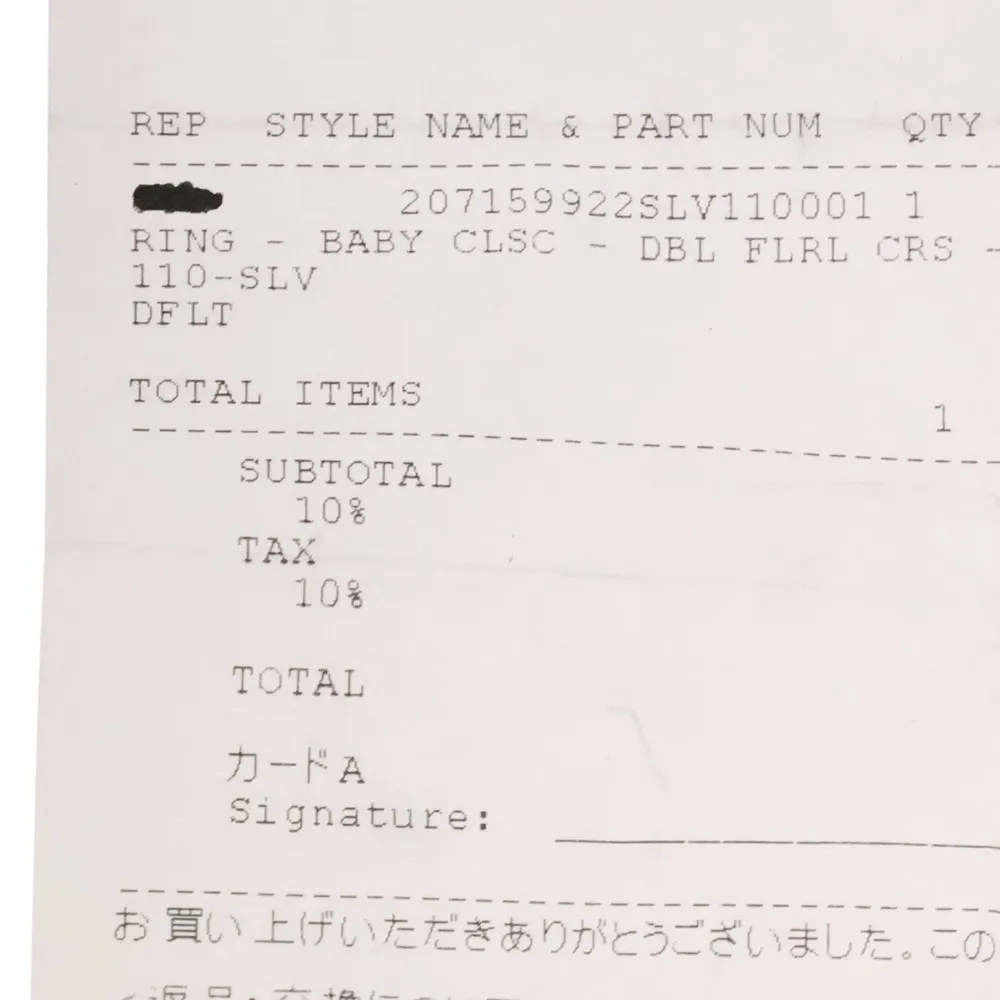 REP STYLE NAME & PART NUM QTY
207159922SLV110001 1
RING - BABY CLSC - DBL FLRL CRS -
110-SLV
DFLT
TOTAL ITEMS 1
SUBTOTAL
10%
TAX
10%
TOTAL
カードA
Signature:
お買い上げいただきありがとうございました。この